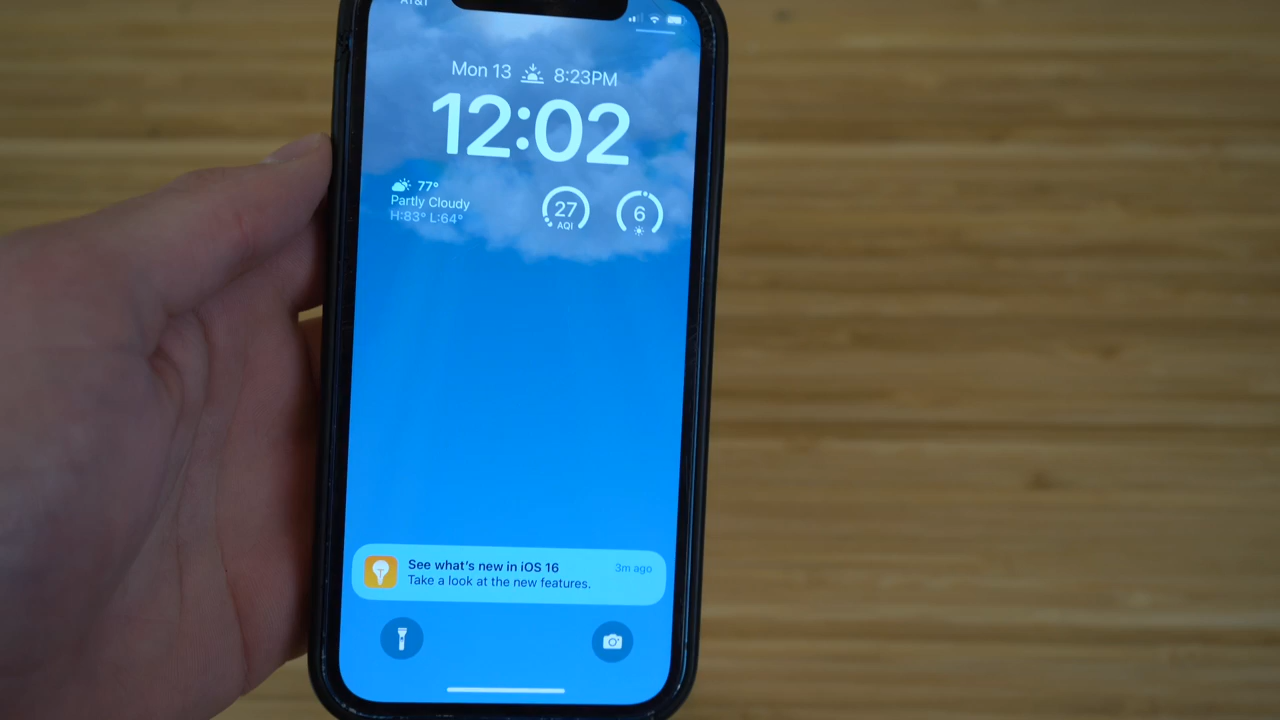 AT&T
Mon 13 8:23PM
12:02
77°
Partly Cloudy
H:83° L:64°
27
AQI
6
See what's new in iOS 16
3m ago
Take a look at the new features.